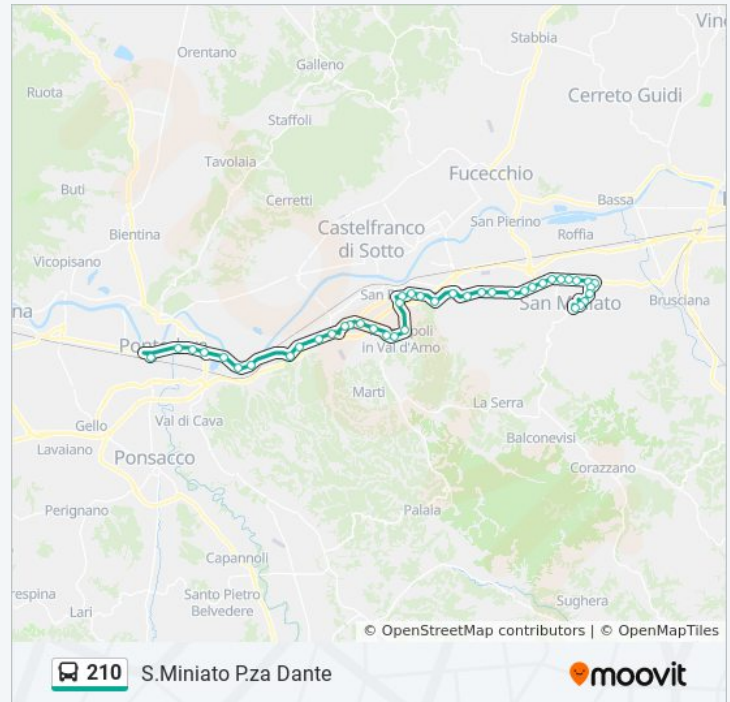 Vinc
Orentano
Stabbia
Galleno
Ruota
Cerreto Guidi
Staffoli
Tavolaia
Fucecchio
Buti
Cerretti
Bassa
San Pierino
Castelfranco
di Sotto
Roffia
Bientina
Vicopisano
San
San M
iato
Brusciana
na
Pont
poli
in Val d'Arno
Marti
La Serra
Val di Cava
Gello
Lavaiano
Balconevisi
Ponsacco
Corazzano
Perignano
Palaia
Capannoli
respina
Lari
Santo Pietro
Belvedere
Sughera
© OpenStreetMap contributors | © OpenMapTiles
210 S.Miniato P.za Dante
moovit